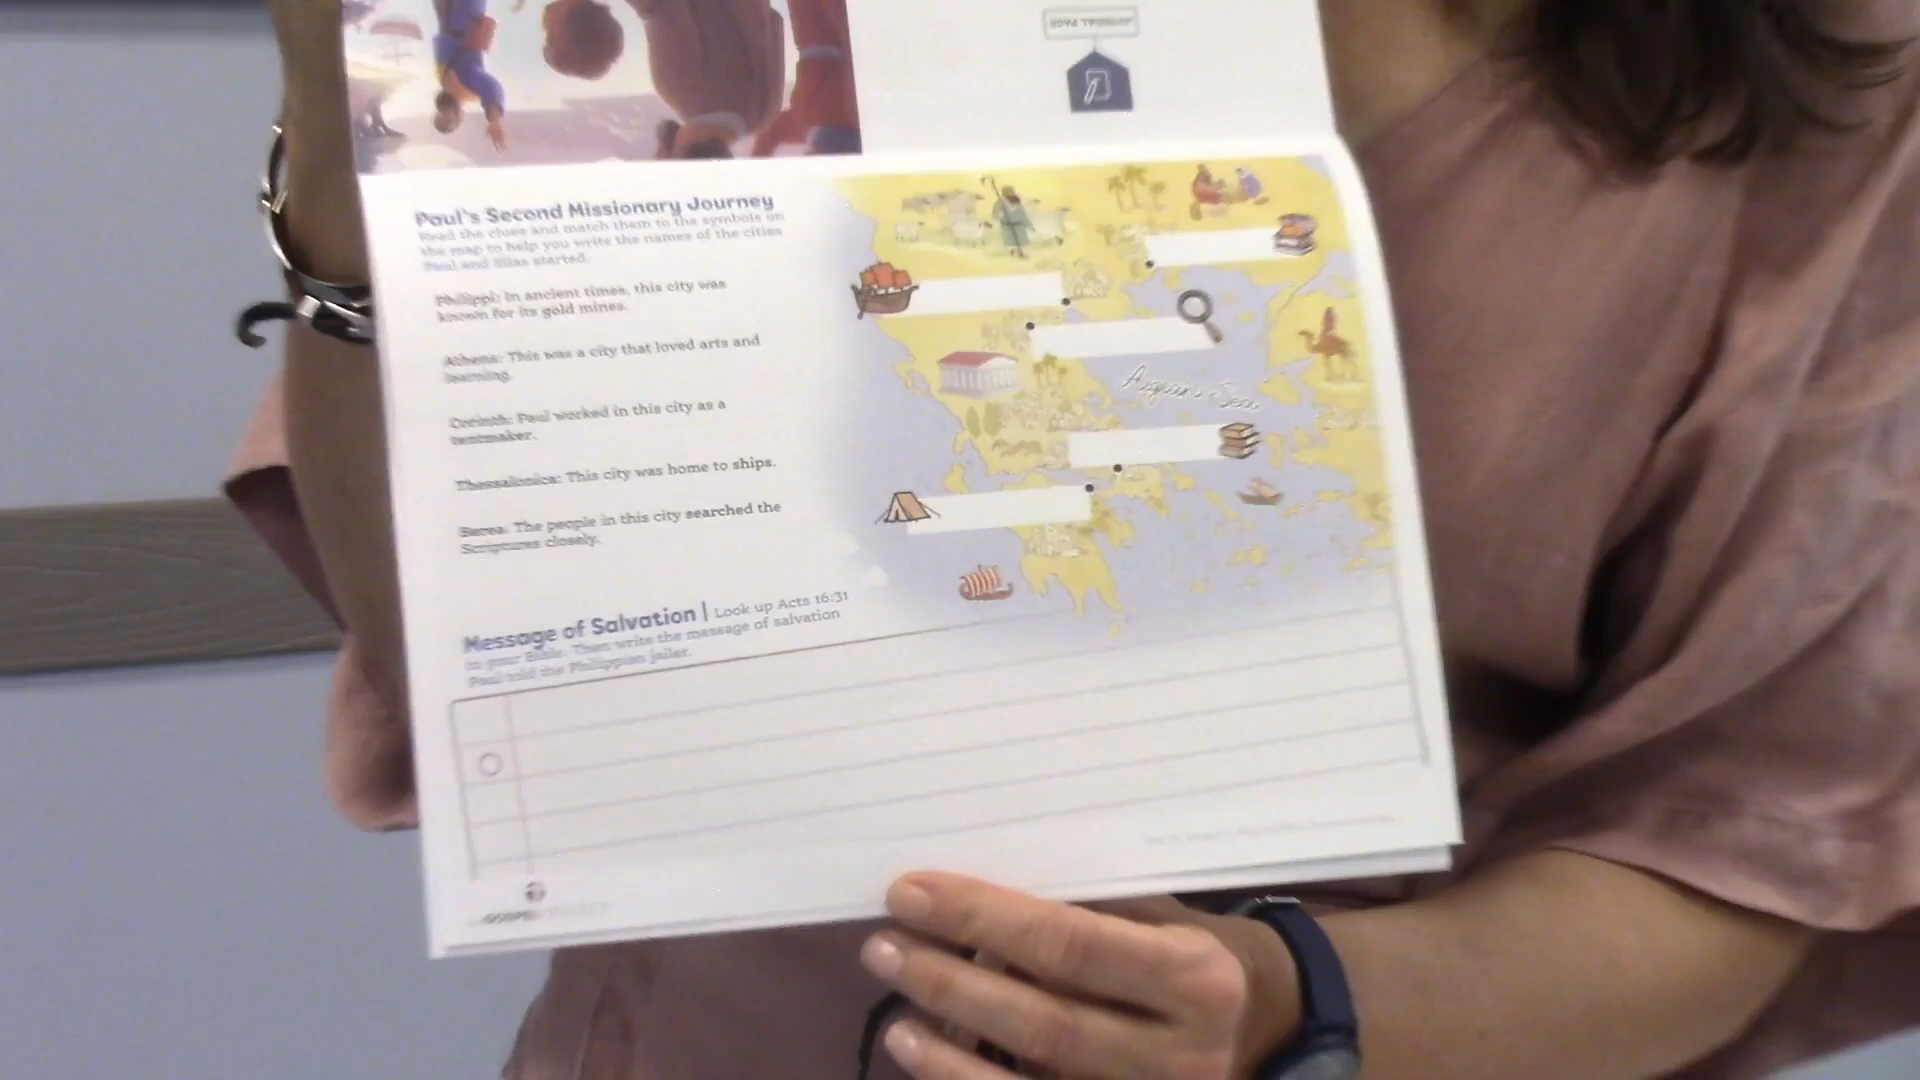 JOURNAL PAGE
Paul's Second Missionary Journey
Read the clues and match them to the symbols on
the map to help you write the names of the cities
Paul and Silas started.
Philippi: In ancient times, this city was
known for its gold mines.
Athens: This was a city that loved arts and
learning.
Corinth: Paul worked in this city as a
tentmaker.
Thessalonica: This city was home to ships.
Berea: The people in this city searched the
Scriptures closely.
Aegean Sea
Message of Salvation | Look up Acts 16:31
in your Bible. Then write the message of salvation
Paul told the Philippian jailer.
GOSPEL PROJECT